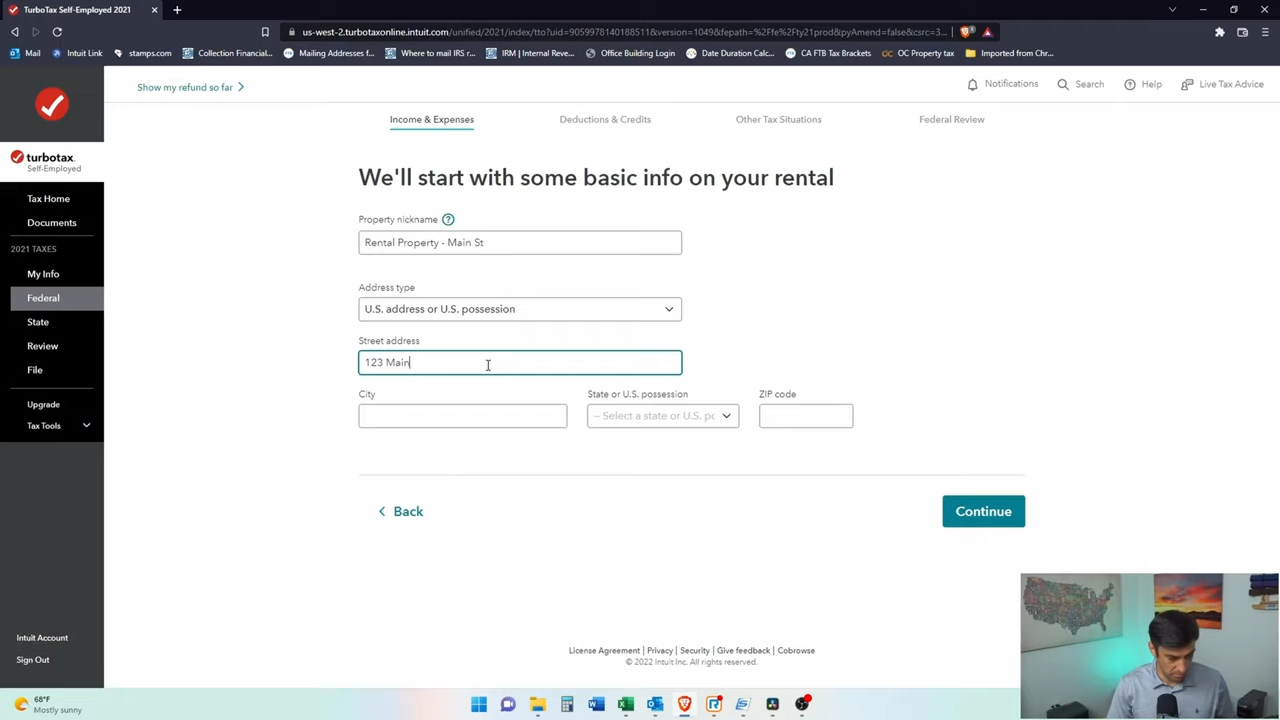 TurboTax Self-Employed 2021
us-west-2.turbotaxonline.intuit.com/unified/2021/index/tto?uid=9059978140188511&version=1049&fepath=%2Ffe%2Fty21prod&pyAmend=false&csrc=3...
Mail
Intuit Link
stamps.com
Collection Financial...
Mailing Addresses f...
Where to mail IRS r...
IRM | Internal Reve...
Office Building Login
Date Duration Calc...
CA FTB Tax Brackets
OC Property tax
Imported from Chr...
Show my refund so far
Notifications
Search
Help
Live Tax Advice
Income & Expenses
Deductions & Credits
Other Tax Situations
Federal Review
turbotax
Self-Employed
Tax Home
Documents
2021 TAXES
My Info
Federal
State
Review
File
Upgrade
Tax Tools
Intuit Account
Sign Out
We'll start with some basic info on your rental
Property nickname
Rental Property - Main St
Address type
U.S. address or U.S. possession
Street address
123 Main
City
State or U.S. possession
ZIP code
-- Select a state or U.S. pc
Back
Continue
License Agreement | Privacy | Security | Give feedback | Cobrowse
© 2022 Intuit Inc. All rights reserved.
68°F
Mostly sunny